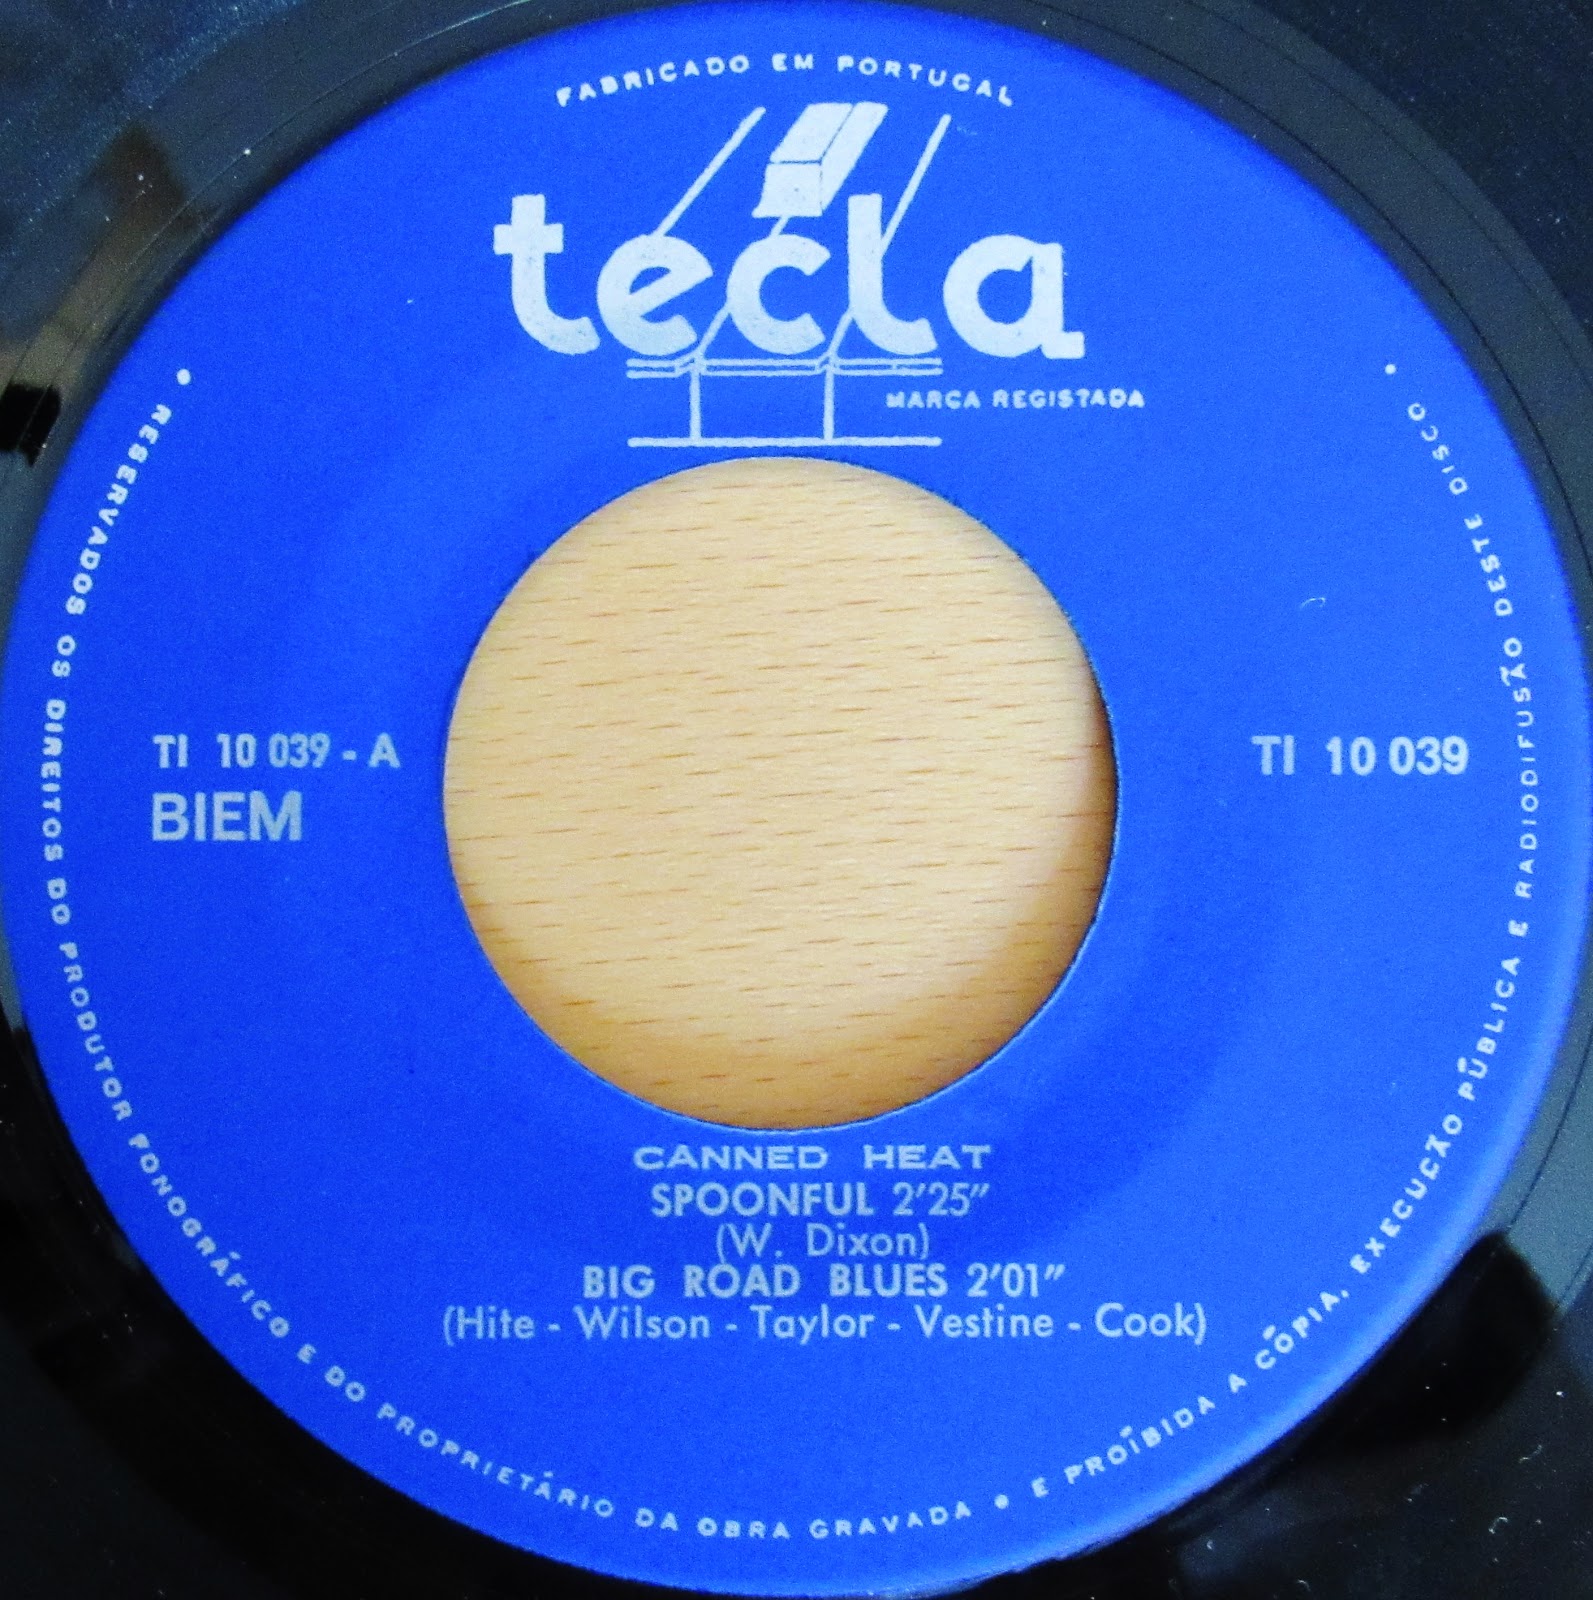 FABRICADO EM PORTUGAL
tecla
MARCA REGISTADA
TI 10 039 - A
BIEM
TI 10 039
CANNED HEAT
SPOONFUL 2'25"
(W. Dixon)
BIG ROAD BLUES 2'01"
(Hite - Wilson - Taylor - Vestine - Cook)
• RESERVADOS OS DIREITOS DO PRODUTOR FONOGRÁFICO E DO PROPRIETÁRIO DA OBRA GRAVADA • E PROÍBIDA A CÓPIA, EXECUÇÃO PÚBLICA E RADIODIFUSÃO DESTE DISCO •